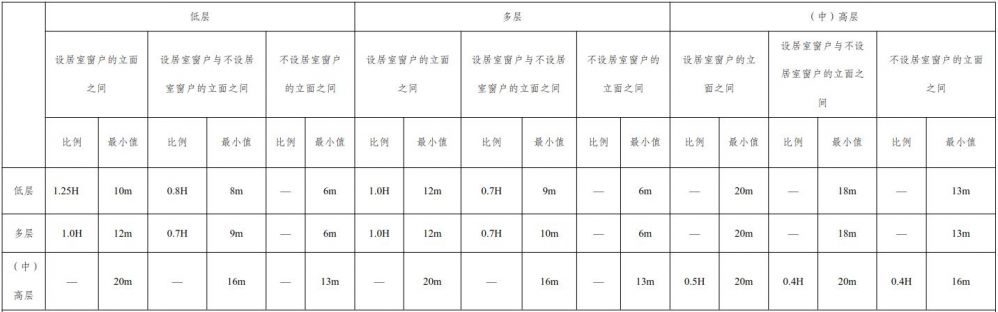 低层 多层 （中）高层
设居室窗户的立面之间 设居室窗户与不设居室窗户的立面之间 不设居室窗户的立面之间 设居室窗户的立面之间 设居室窗户与不设居室窗户的立面之间 不设居室窗户的立面之间 设居室窗户的立面之间 设居室窗户与不设居室窗户的立面之间 不设居室窗户的立面之间
比例 最小值 比例 最小值 比例 最小值 比例 最小值 比例 最小值 比例 最小值 比例 最小值 比例 最小值 比例 最小值
低层 1.25H 10m 0.8H 8m — 6m 1.0H 12m 0.7H 9m — 6m — 20m — 18m — 13m
多层 1.0H 12m 0.7H 9m — 6m 1.0H 12m 0.7H 10m — 6m — 20m — 18m — 13m
（中）高层 — 20m — 16m — 13m — 20m — 16m — 13m 0.5H 20m 0.4H 20m 0.4H 16m